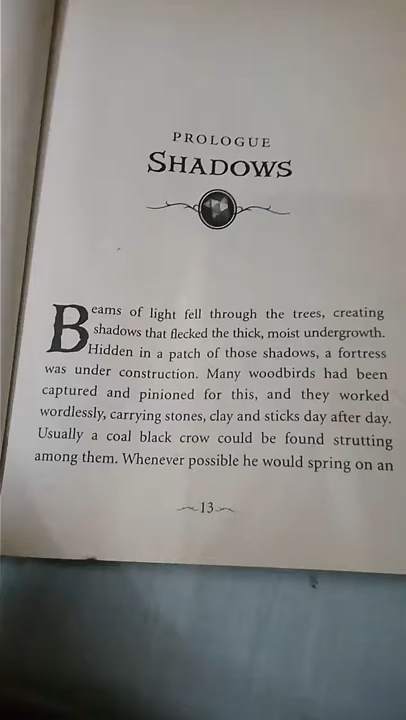 PROLOGUE
SHADOWS
Beams of light fell through the trees, creating
shadows that flecked the thick, moist undergrowth.
Hidden in a patch of those shadows, a fortress
was under construction. Many woodbirds had been
captured and pinioned for this, and they worked
wordlessly, carrying stones, clay and sticks day after day.
Usually a coal black crow could be found strutting
among them. Whenever possible he would spring on an
13